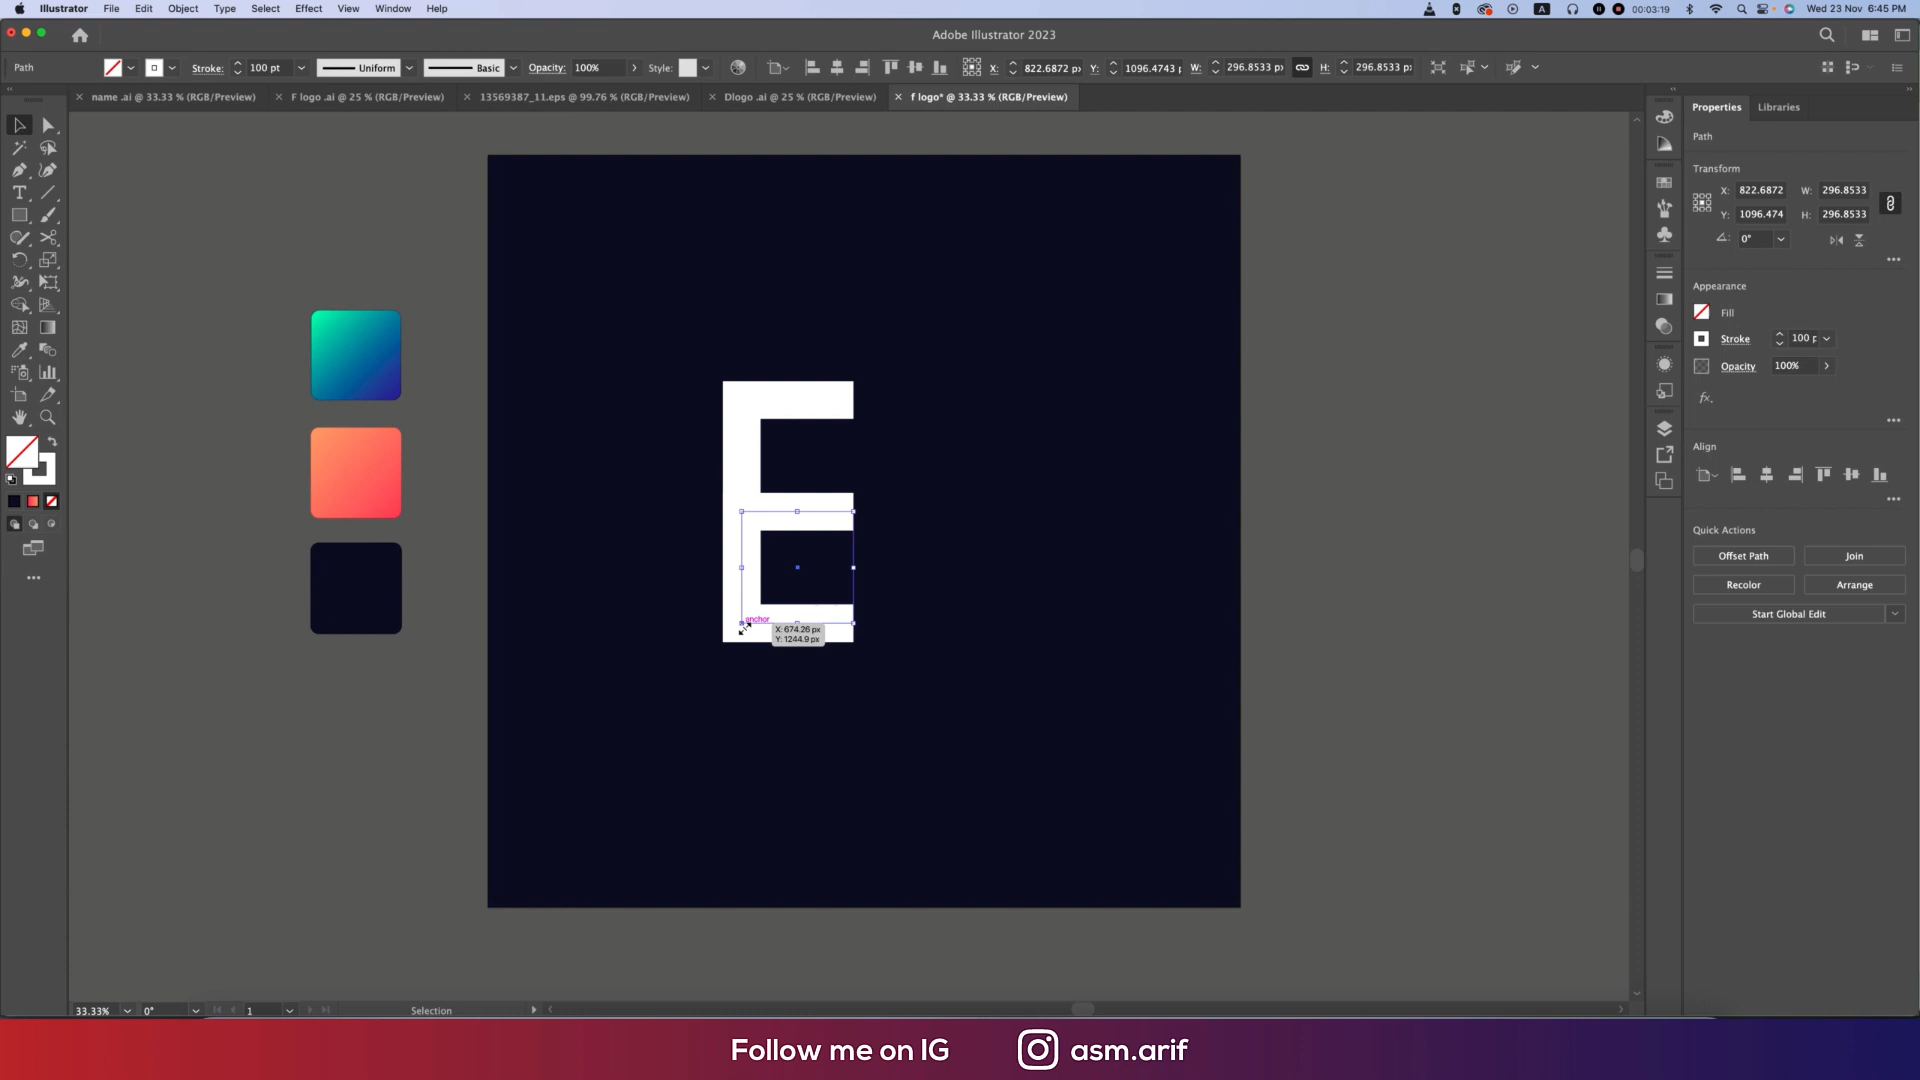 Illustrator File Edit Object Type Select Effect View Window Help
A 00:03:19 Wed 23 Nov 6:45 PM
Adobe Illustrator 2023
Path Stroke: 100 pt Uniform Basic Opacity: 100% Style: X: 822.6872 px Y: 1096.4743 p W: 296.8533 px H: 296.8533 px
name .ai @ 33.33 % (RGB/Preview) F logo .ai @ 25 % (RGB/Preview) 13569387_11.eps @ 99.76 % (RGB/Preview) Dlogo .ai @ 25 % (RGB/Preview) f logo* @ 33.33 % (RGB/Preview)
Properties Libraries
Path
Transform
X: 822.6872 W: 296.8533
Y: 1096.474 H: 296.8533
0°
Appearance
Fill
Stroke 100 p
Opacity 100%
fx.
Align
Quick Actions
Offset Path Join
Recolor Arrange
Start Global Edit
anchor
X: 674.26 px
Y: 1244.9 px
33.33% 0° 1 Selection
Follow me on IG asm.arif